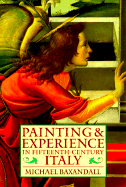 PAINTING &
EXPERIENCE
IN FIFTEENTH-CENTURY
ITALY
MICHAEL BAXANDALL